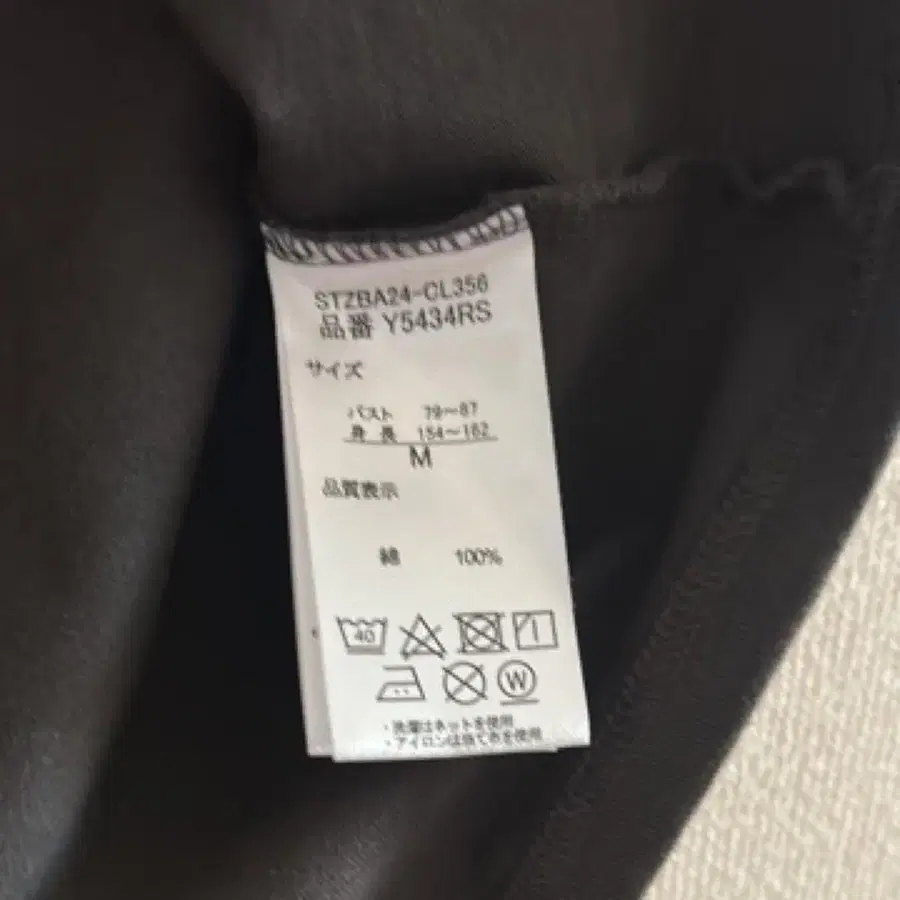 STZBA24-CL356
品番 Y5434RS
サイズ
バスト 79～87
身長 154～162
M
品質表示
綿 100%
40
W
・洗濯はネットを使用
・アイロンは当て布を使用